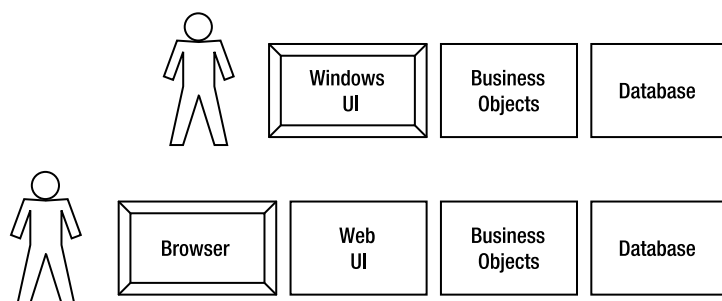 Windows
UI
Business
Objects
Database
Browser
Web
UI
Business
Objects
Database